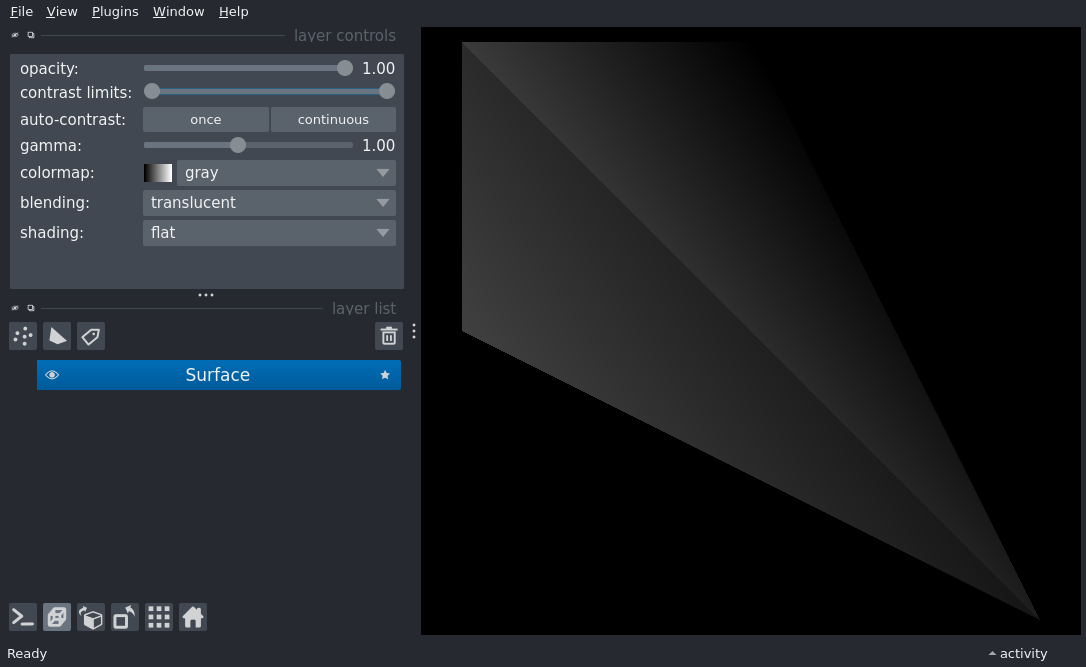 File View Plugins Window Help
layer controls
opacity: 1.00
contrast limits:
auto-contrast: once continuous
gamma: 1.00
colormap: gray
blending: translucent
shading: flat
layer list
Surface
Ready activity